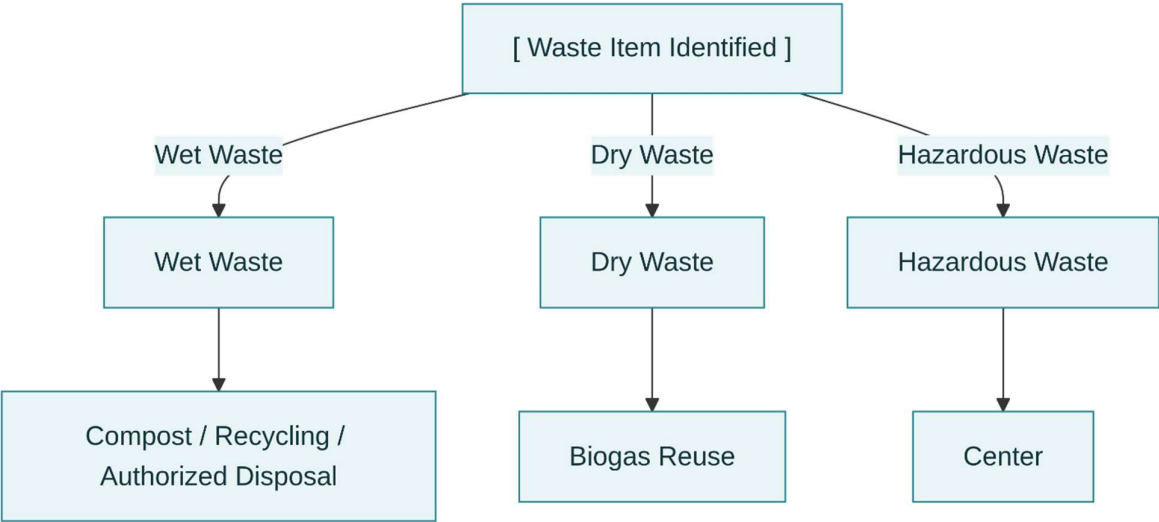 [ Waste Item Identified ]
Wet Waste
Dry Waste
Hazardous Waste
Wet Waste
Dry Waste
Hazardous Waste
Compost / Recycling /
Authorized Disposal
Biogas Reuse
Center